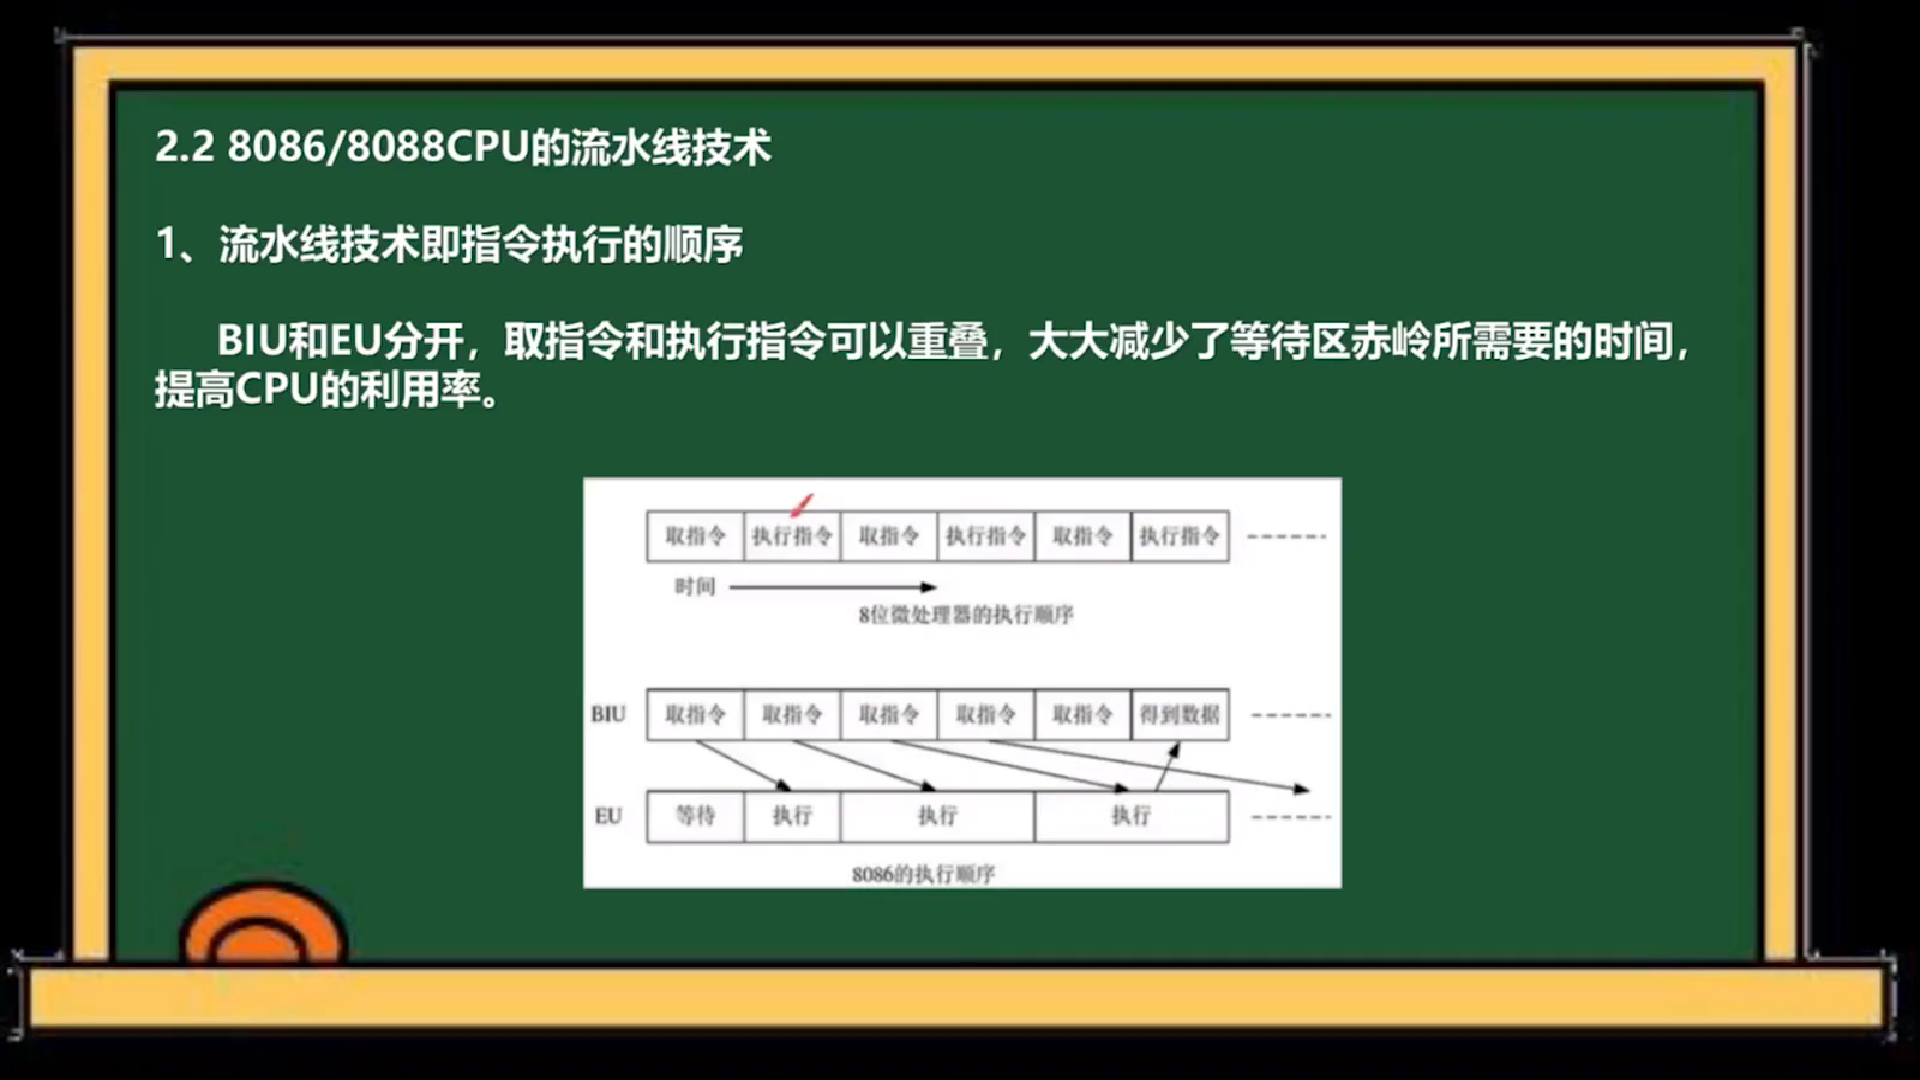 2.2 8086/8088CPU的流水线技术
1、流水线技术即指令执行的顺序
BIU和EU分开，取指令和执行指令可以重叠，大大减少了等待区赤岭所需要的时间，
提高CPU的利用率。
取指令 执行指令 取指令 执行指令 取指令 执行指令
时间
8位微处理器的执行顺序
BIU 取指令 取指令 取指令 取指令 取指令 得到数据
EU 等待 执行 执行 执行
8086的执行顺序